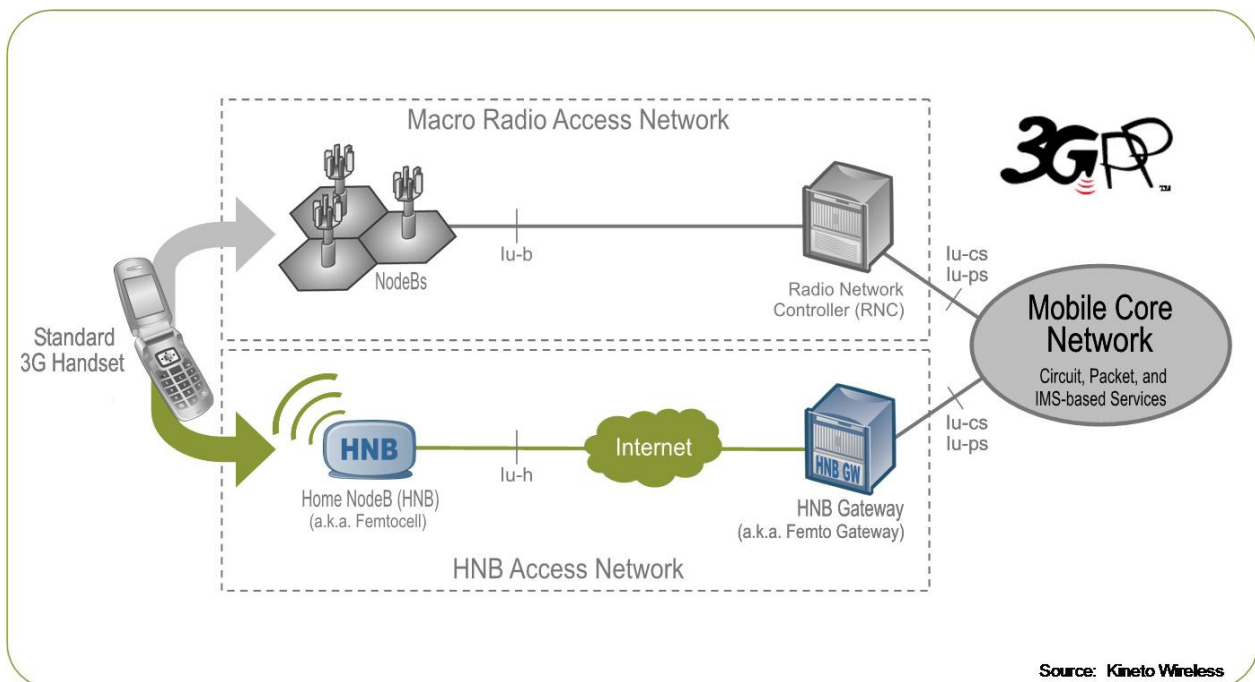 Macro Radio Access Network
3GPP
TM
NodeBs
Iu-b
Radio Network
Controller (RNC)
Iu-cs
Iu-ps
Standard
3G Handset
Mobile Core
Network
Circuit, Packet, and
IMS-based Services
HNB
Home NodeB (HNB)
(a.k.a. Femtocell)
Iu-h
Internet
HNB GW
HNB Gateway
(a.k.a. Femto Gateway)
Iu-cs
Iu-ps
HNB Access Network
Source: Kineto Wireless